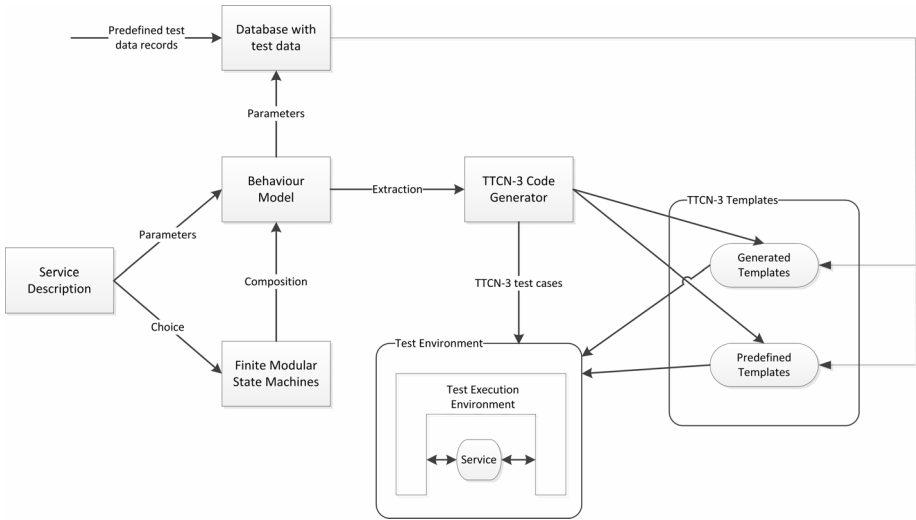 Predefined test
data records
Database with
test data
Parameters
Behaviour
Model
Extraction
TTCN-3 Code
Generator
TTCN-3 Templates
Parameters
Generated
Templates
Service
Description
Composition
TTCN-3 test cases
Choice
Test Environment
Predefined
Templates
Finite Modular
State Machines
Test Execution
Environment
Service